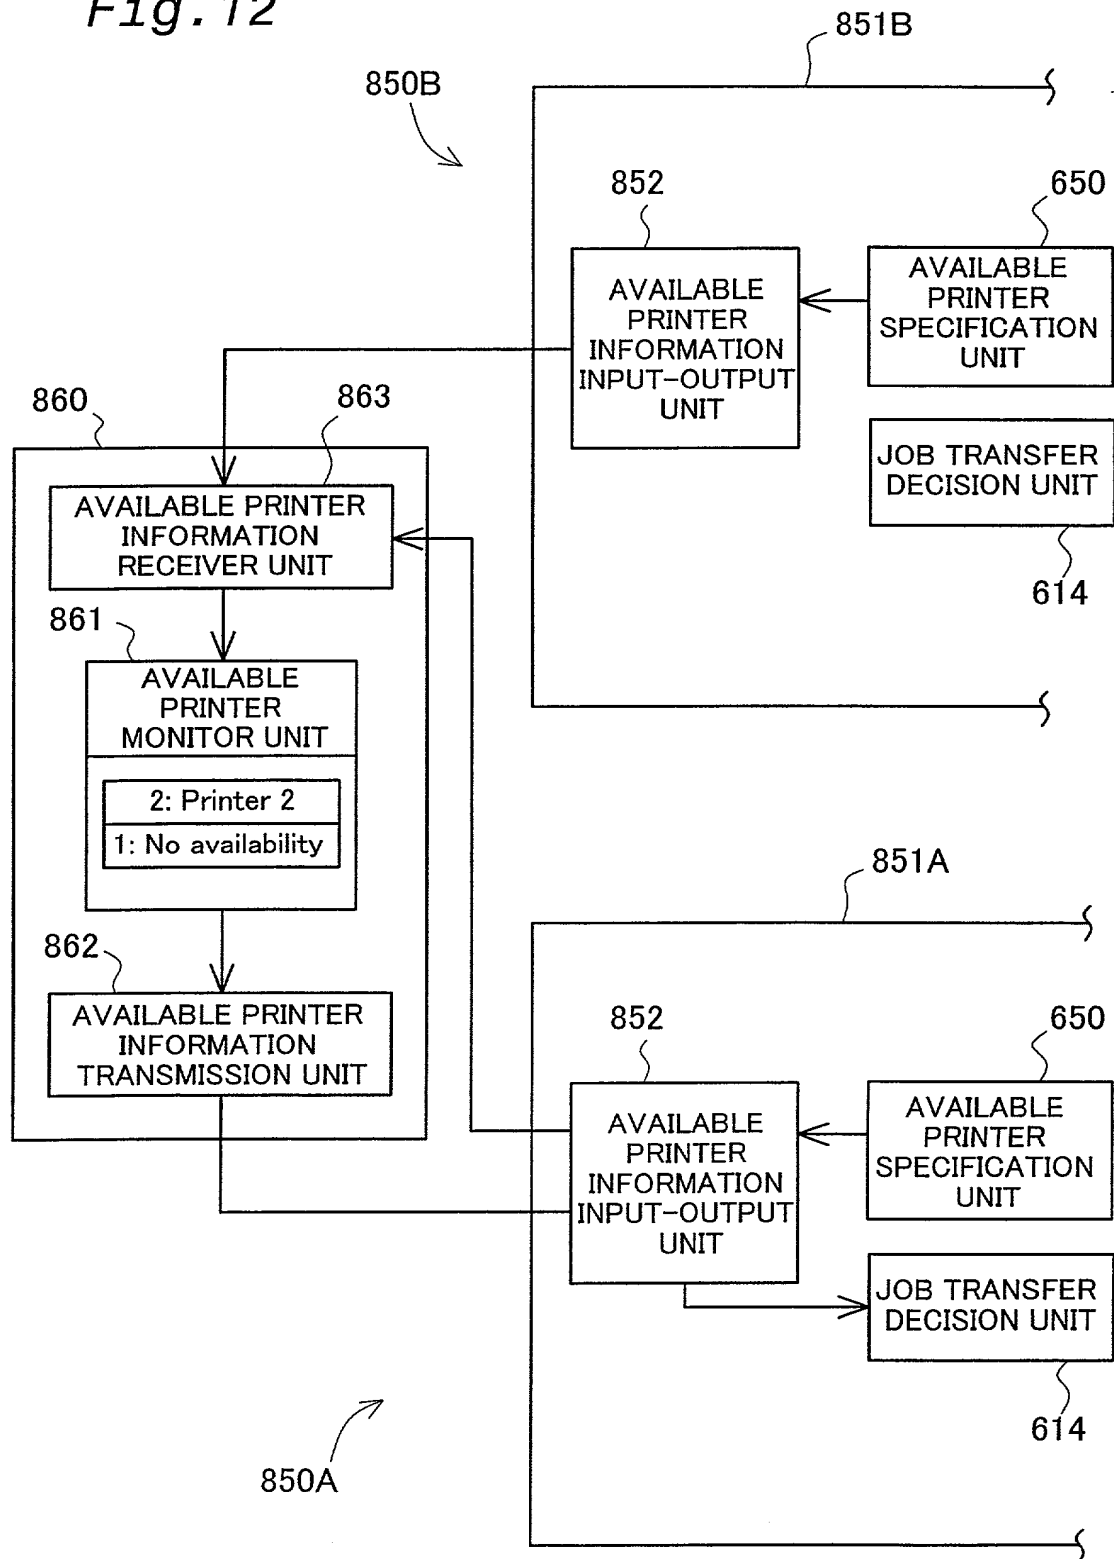 Fig.12
851B
850B
852
650
AVAILABLE
PRINTER
INFORMATION
INPUT-OUTPUT
UNIT
AVAILABLE
PRINTER
SPECIFICATION
UNIT
JOB TRANSFER
DECISION UNIT
614
860
863
AVAILABLE PRINTER
INFORMATION
RECEIVER UNIT
861
AVAILABLE
PRINTER
MONITOR UNIT
2: Printer 2
1: No availability
862
AVAILABLE PRINTER
INFORMATION
TRANSMISSION UNIT
851A
852
650
AVAILABLE
PRINTER
INFORMATION
INPUT-OUTPUT
UNIT
AVAILABLE
PRINTER
SPECIFICATION
UNIT
JOB TRANSFER
DECISION UNIT
614
850A